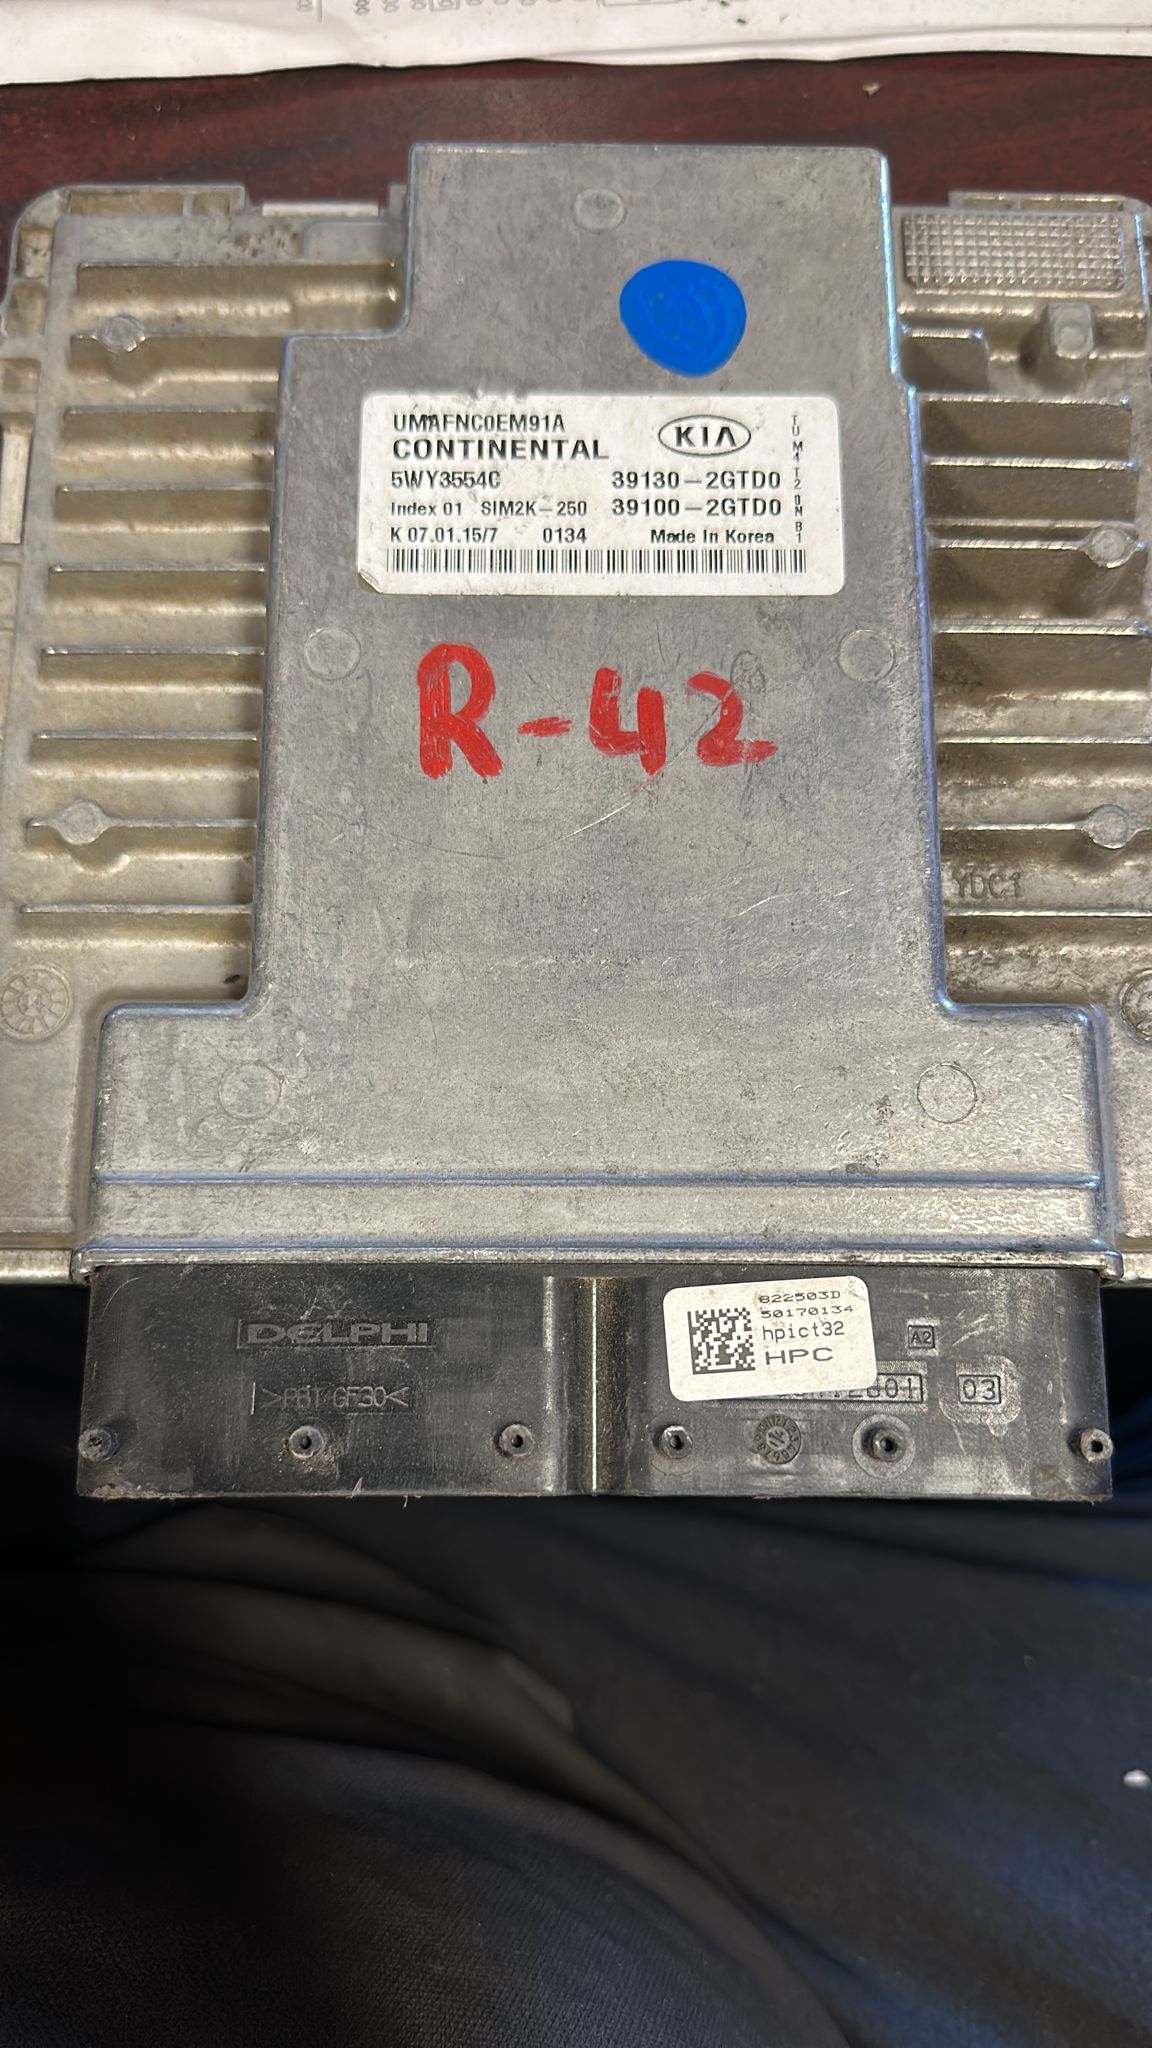 UMAFNC0EM91A
CONTINENTAL
KIA
5WY3554C 39130-2GTD0
Index 01 SIM2K-250 39100-2GTD0
K 07.01.15/7 0134 Made In Korea
R-42
YDC1
DELPHI
>PBT GF30<
822503D
50170134
hpict32
HPC
A2
03